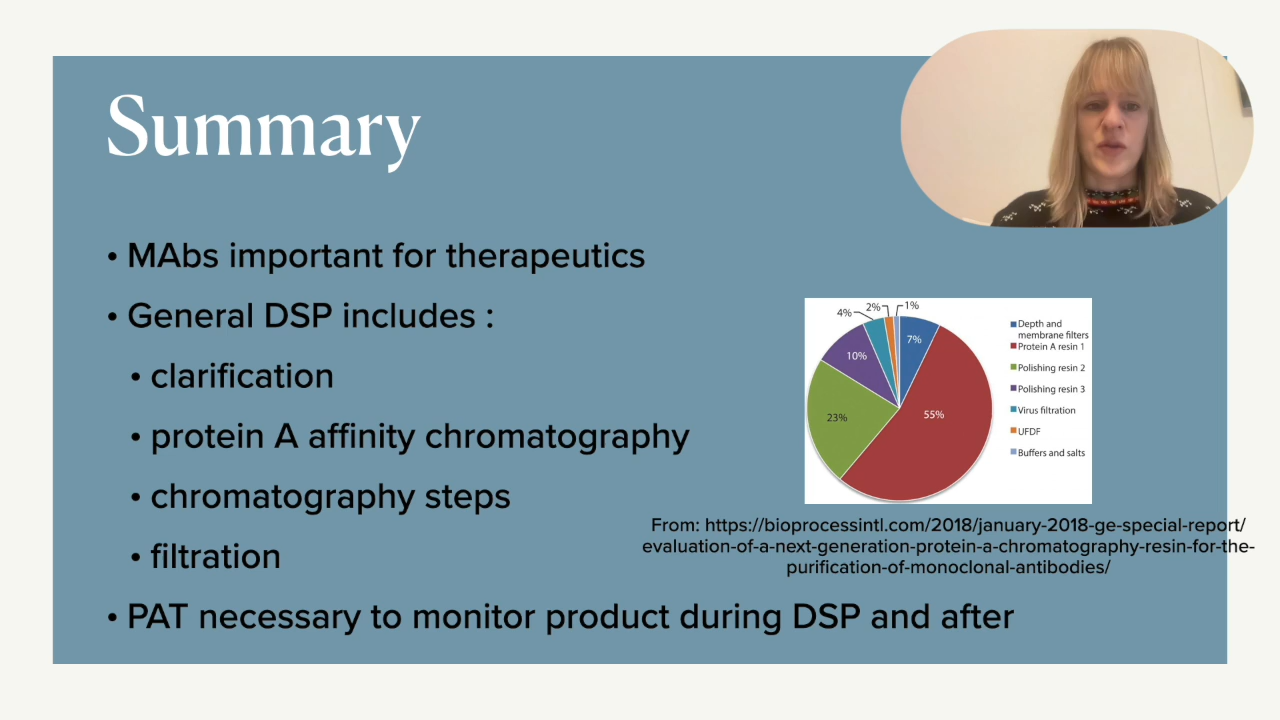 Summary
• MAbs important for therapeutics
• General DSP includes :
• clarification
• protein A affinity chromatography
• chromatography steps
• filtration
• PAT necessary to monitor product during DSP and after
4%
2%
1%
7%
10%
23%
55%
Depth and
membrane filters
Protein A resin 1
Polishing resin 2
Polishing resin 3
Virus filtration
UFDF
Buffers and salts
From: https://bioprocessintl.com/2018/january-2018-ge-special-report/
evaluation-of-a-next-generation-protein-a-chromatography-resin-for-the-
purification-of-monoclonal-antibodies/